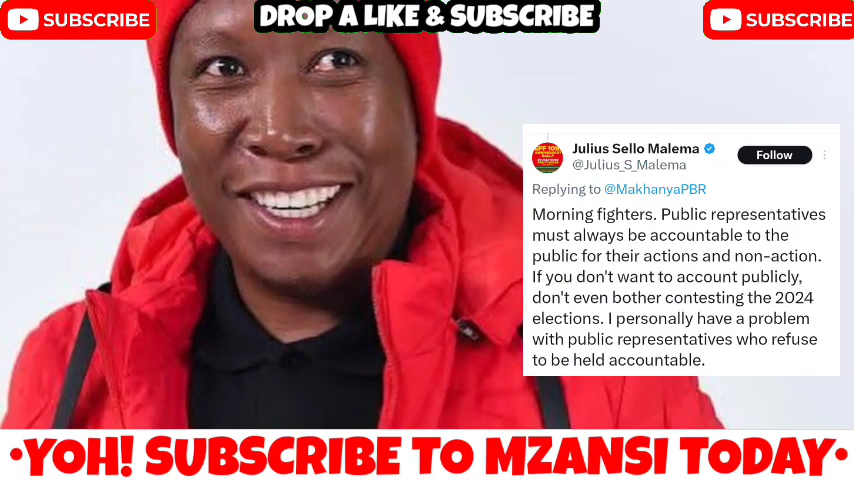 SUBSCRIBE
DROP A LIKE & SUBSCRIBE
SUBSCRIBE
Julius Sello Malema
@Julius_S_Malema
Follow
Replying to @MakhanyaPBR
Morning fighters. Public representatives
must always be accountable to the
public for their actions and non-action.
If you don't want to account publicly,
don't even bother contesting the 2024
elections. I personally have a problem
with public representatives who refuse
to be held accountable.
•YOH! SUBSCRIBE TO MZANSI TODAY•